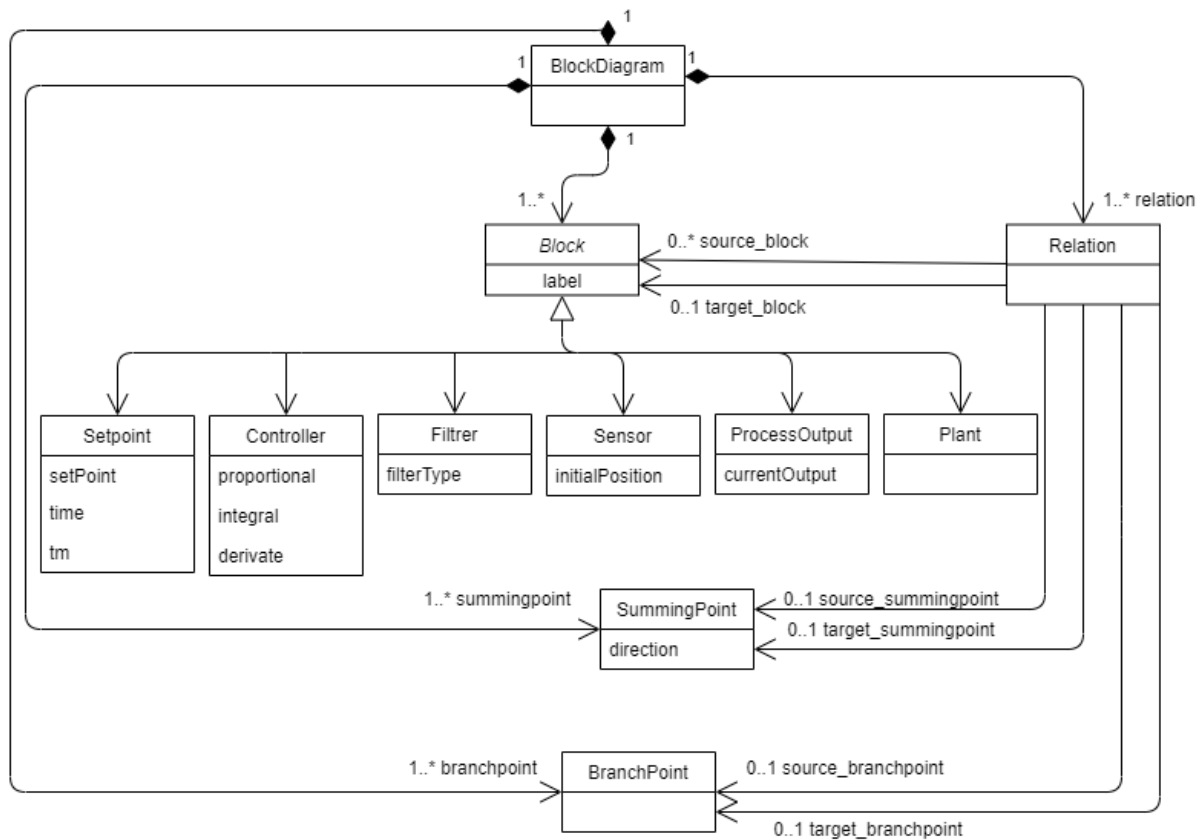 1
1
BlockDiagram
1
1
1..*
1..* relation
Block
label
0..* source_block
0..1 target_block
Relation
Setpoint
setPoint
time
tm
Controller
proportional
integral
derivate
Filtrer
filterType
Sensor
initialPosition
ProcessOutput
currentOutput
Plant
1..* summingpoint
SummingPoint
direction
0..1 source_summingpoint
0..1 target_summingpoint
1..* branchpoint
BranchPoint
0..1 source_branchpoint
0..1 target_branchpoint